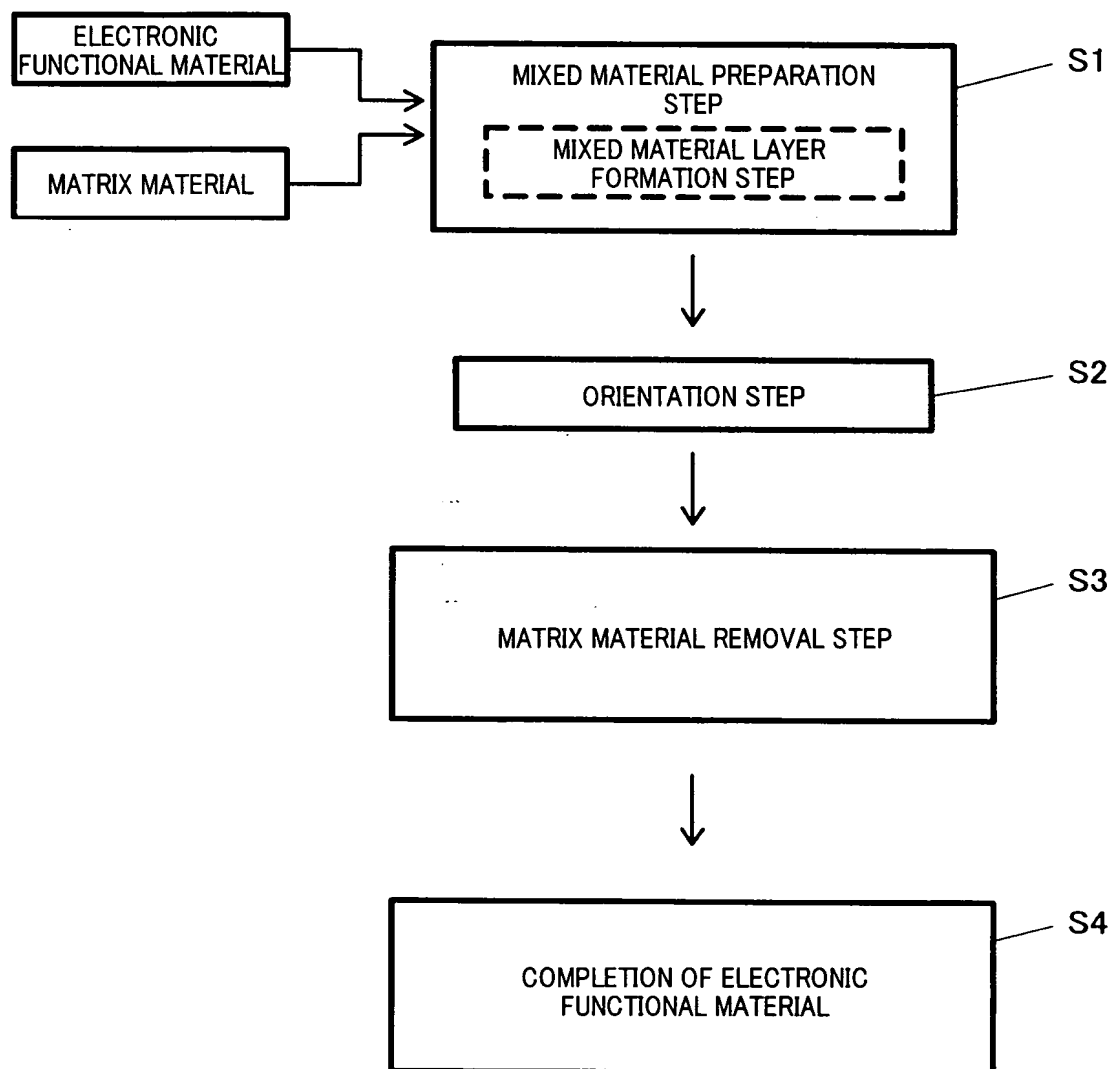 ELECTRONIC
FUNCTIONAL MATERIAL
MATRIX MATERIAL
MIXED MATERIAL PREPARATION
STEP
MIXED MATERIAL LAYER
FORMATION STEP
S1
ORIENTATION STEP
S2
MATRIX MATERIAL REMOVAL STEP
S3
COMPLETION OF ELECTRONIC
FUNCTIONAL MATERIAL
S4